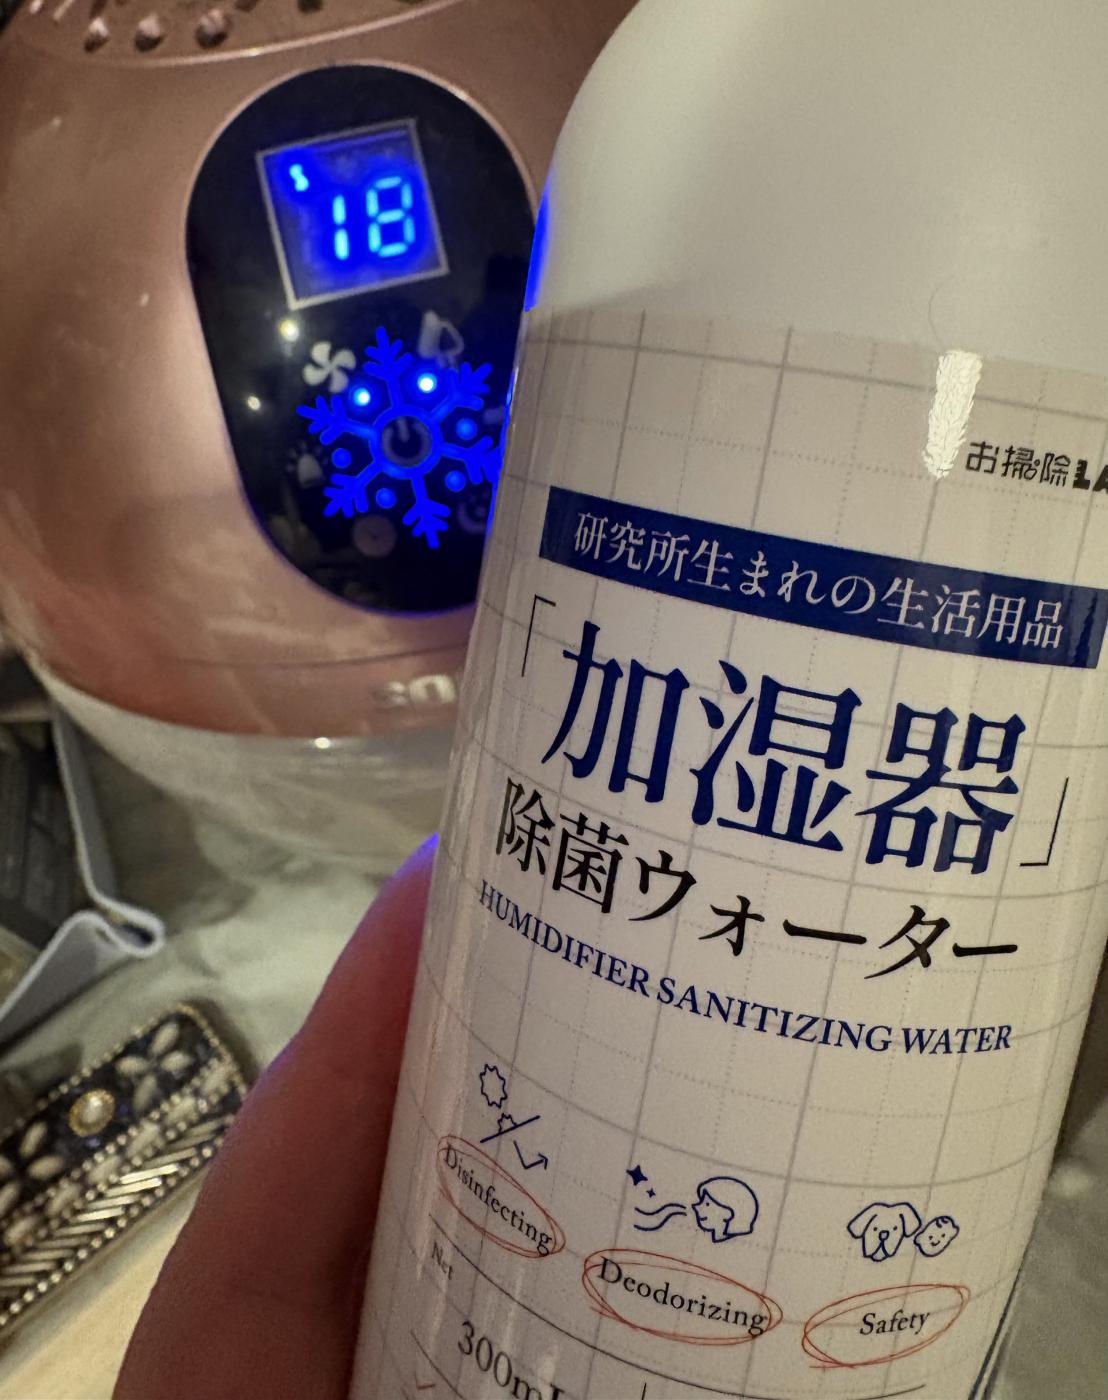 18
お掃除LA
研究所生まれの生活用品
「加湿器」
除菌ウォーター
HUMIDIFIER SANITIZING WATER
Disinfecting
Deodorizing
Safety
Net
300mL